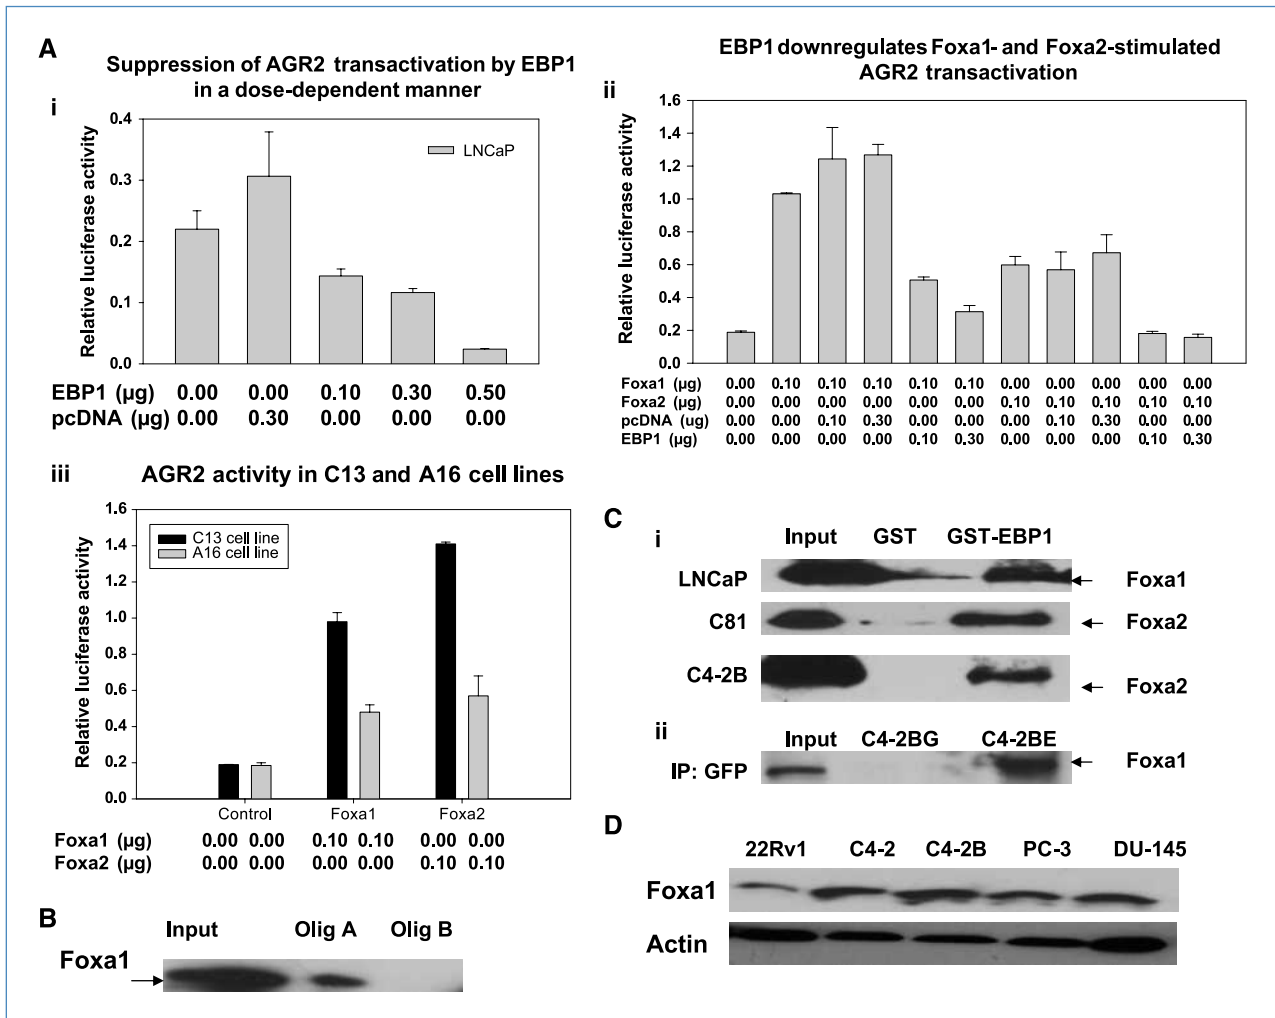 A
Suppression of AGR2 transactivation by EBP1
in a dose-dependent manner
i
Relative luciferase activity
0.4
0.3
0.2
0.1
0.0
LNCaP
EBP1 (µg) 0.00 0.00 0.10 0.30 0.50
pcDNA (µg) 0.00 0.30 0.00 0.00 0.00
EBP1 downregulates Foxa1- and Foxa2-stimulated
AGR2 transactivation
ii
Relative luciferase activity
1.6
1.4
1.2
1.0
0.8
0.6
0.4
0.2
0.0
Foxa1 (µg) 0.00 0.10 0.10 0.10 0.10 0.10 0.00 0.00 0.00 0.00 0.00
Foxa2 (µg) 0.00 0.00 0.00 0.00 0.00 0.00 0.10 0.10 0.10 0.10 0.10
pcDNA (ug) 0.00 0.00 0.10 0.30 0.00 0.00 0.00 0.10 0.30 0.00 0.00
EBP1 (µg) 0.00 0.00 0.00 0.00 0.10 0.30 0.00 0.00 0.00 0.10 0.30
iii
AGR2 activity in C13 and A16 cell lines
Relative luciferase activity
1.6
1.4
1.2
1.0
0.8
0.6
0.4
0.2
0.0
C13 cell line
A16 cell line
Control Foxa1 Foxa2
Foxa1 (µg) 0.00 0.00 0.10 0.10 0.00 0.00
Foxa2 (µg) 0.00 0.00 0.00 0.00 0.10 0.10
B
Input Olig A Olig B
Foxa1
C
i
Input GST GST-EBP1
LNCaP Foxa1
C81 Foxa2
C4-2B Foxa2
ii
Input C4-2BG C4-2BE
IP: GFP Foxa1
D
22Rv1 C4-2 C4-2B PC-3 DU-145
Foxa1
Actin